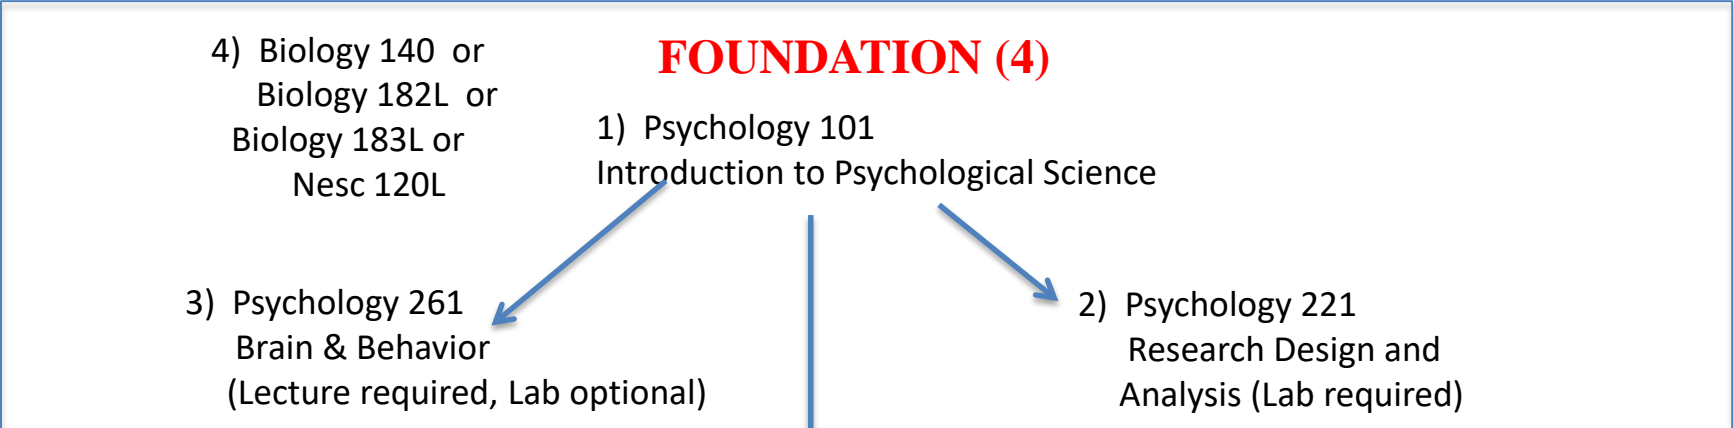 FOUNDATION (4)
4) Biology 140 or
Biology 182L or
Biology 183L or
Nesc 120L
1) Psychology 101
Introduction to Psychological Science
3) Psychology 261
Brain & Behavior
(Lecture required, Lab optional)
2) Psychology 221
Research Design and
Analysis (Lab required)